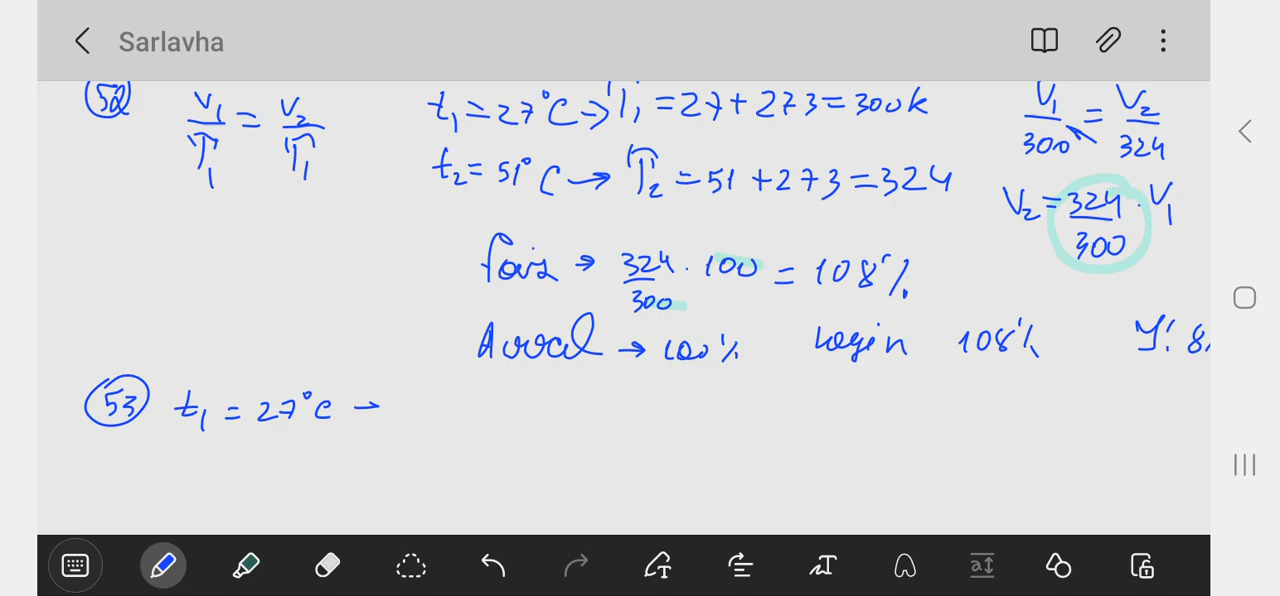 Sarlavha
52 V₁/T₁ = V₂/T₁ t₁ = 27°C → T₁ = 27 + 273 = 300k V₁/300 = V₂/324
t₂ = 51°C → T₂ = 51 + 273 = 324 V₂ = 324/300 · V₁
foiz → 324/300 · 100 = 108%
Avval → 100% keyin 108% J: 8%
53 t₁ = 27°C →